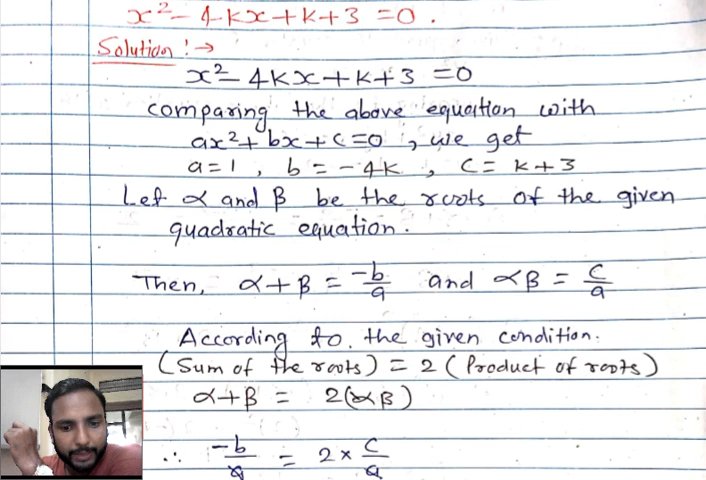 x² - 4kx + k + 3 = 0.
Solution :→
x² - 4kx + k + 3 = 0
comparing the above equation with
ax² + bx + c = 0 , we get
a = 1 , b = -4k , c = k + 3
Let α and β be the roots of the given
quadratic equation.
Then, α + β = -b/a and αβ = c/a
According to the given condition.
(Sum of the roots) = 2 (Product of roots)
α + β = 2(αβ)
∴ -b/a = 2 × c/a